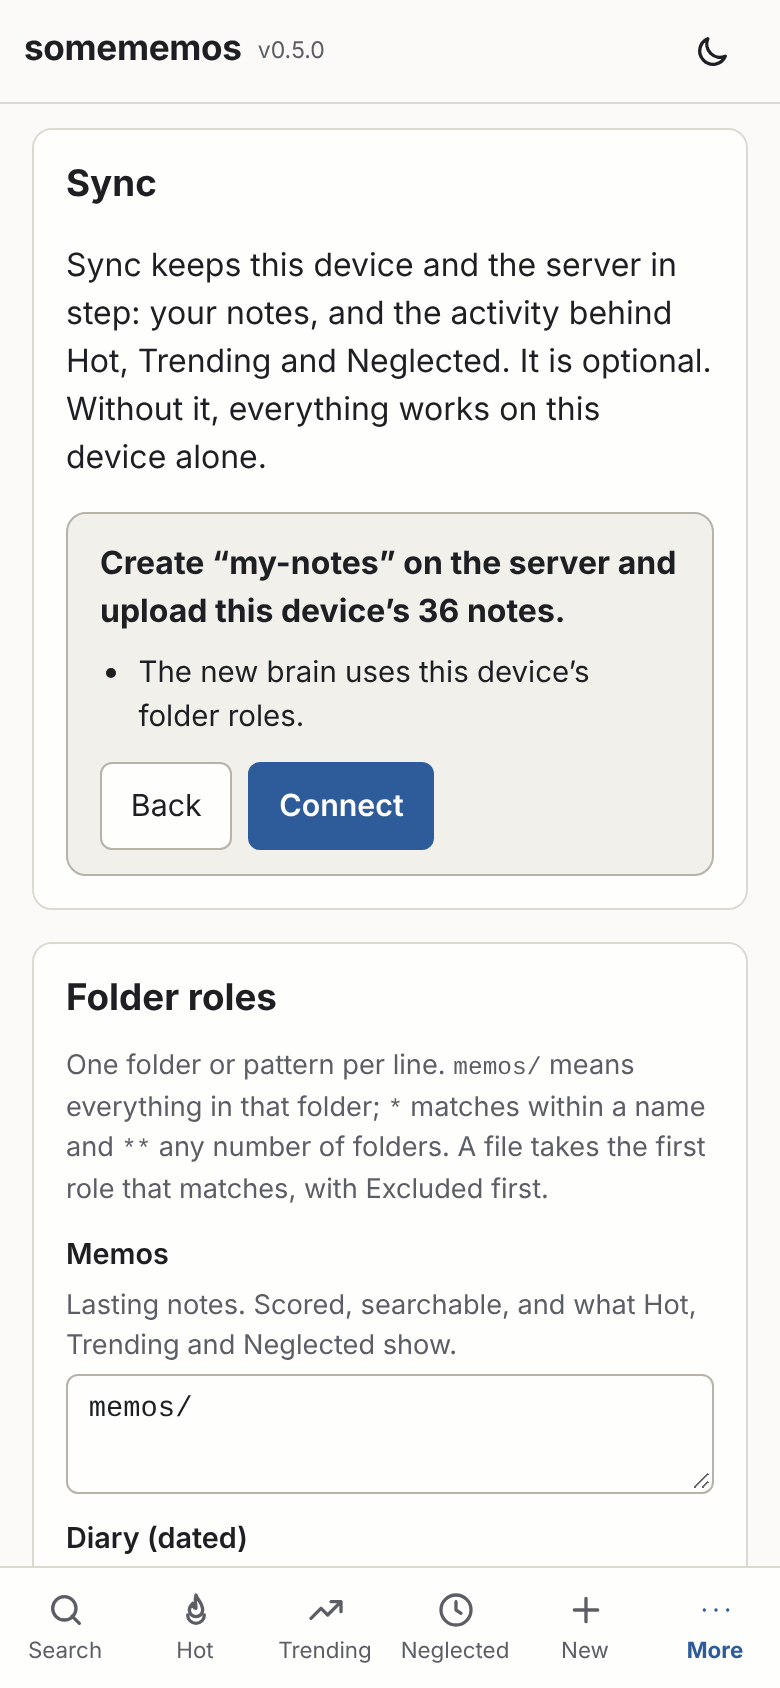 somememos v0.5.0
Sync
Sync keeps this device and the server in
step: your notes, and the activity behind
Hot, Trending and Neglected. It is optional.
Without it, everything works on this
device alone.
Create “my-notes” on the server and
upload this device’s 36 notes.
• The new brain uses this device’s
folder roles.
Back Connect
Folder roles
One folder or pattern per line. memos/ means
everything in that folder; * matches within a name
and ** any number of folders. A file takes the first
role that matches, with Excluded first.
Memos
Lasting notes. Scored, searchable, and what Hot,
Trending and Neglected show.
memos/
Diary (dated)
Search Hot Trending Neglected New More